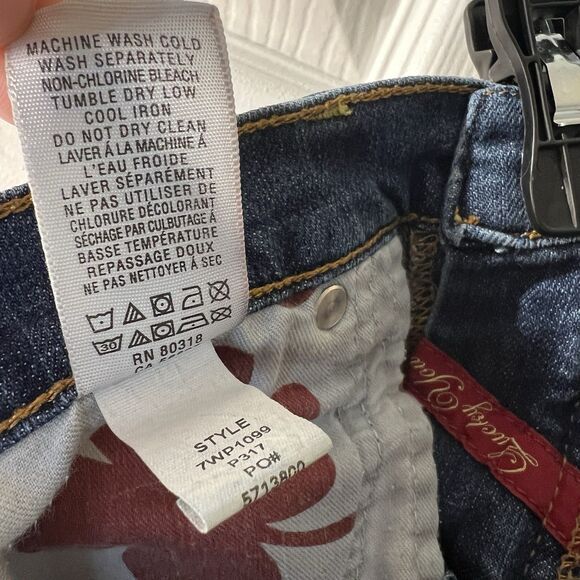 MACHINE WASH COLD
WASH SEPARATELY
NON-CHLORINE BLEACH
TUMBLE DRY LOW
COOL IRON
DO NOT DRY CLEAN
LAVER À LA MACHINE À
L'EAU FROIDE
LAVER SÉPARÉMENT
NE PAS UTILISER DE
CHLORURE DÉCOLORANT
SÉCHAGE PAR CULBUTAGE À
BASSE TEMPÉRATURE
REPASSAGE DOUX
NE PAS NETTOYER À SEC
30
RN 80318
STYLE
7WP1099
P317
PO#
5713800
Lucky You